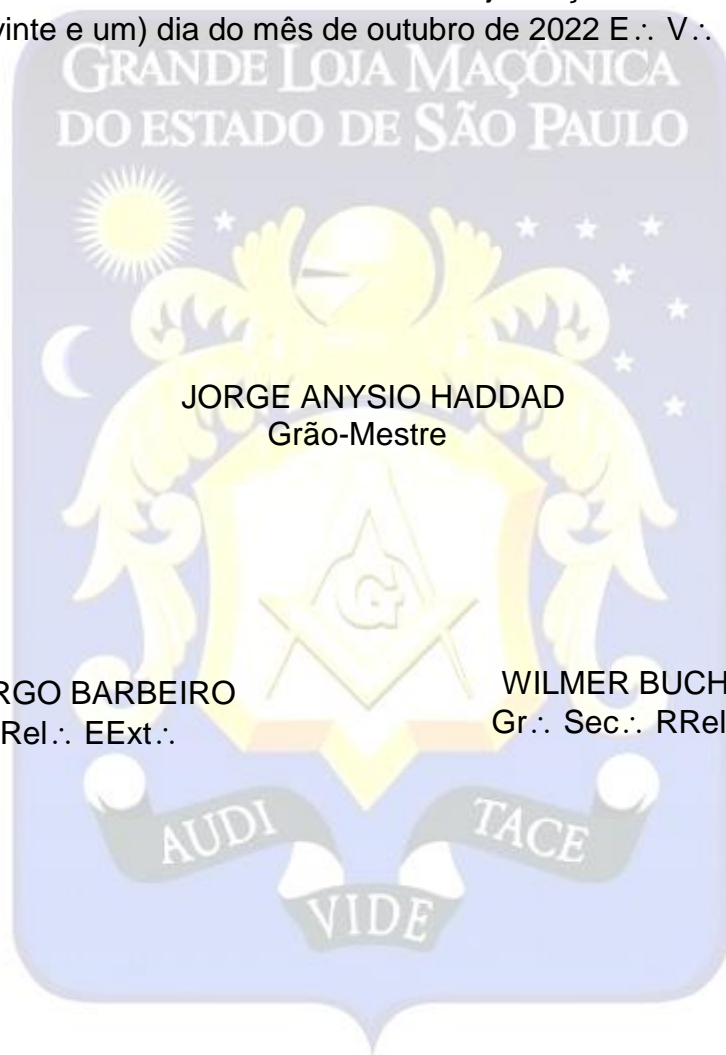 vinte e um) dia do mês de outubro de 2022 E∴ V∴
GRANDE LOJA MAÇÔNICA
DO ESTADO DE SÃO PAULO
JORGE ANYSIO HADDAD
Grão-Mestre
RGO BARBEIRO
WILMER BUCH
Rel∴ EExt∴
Gr∴ Sec∴ RRel
G
AUDI
VIDE
TACE